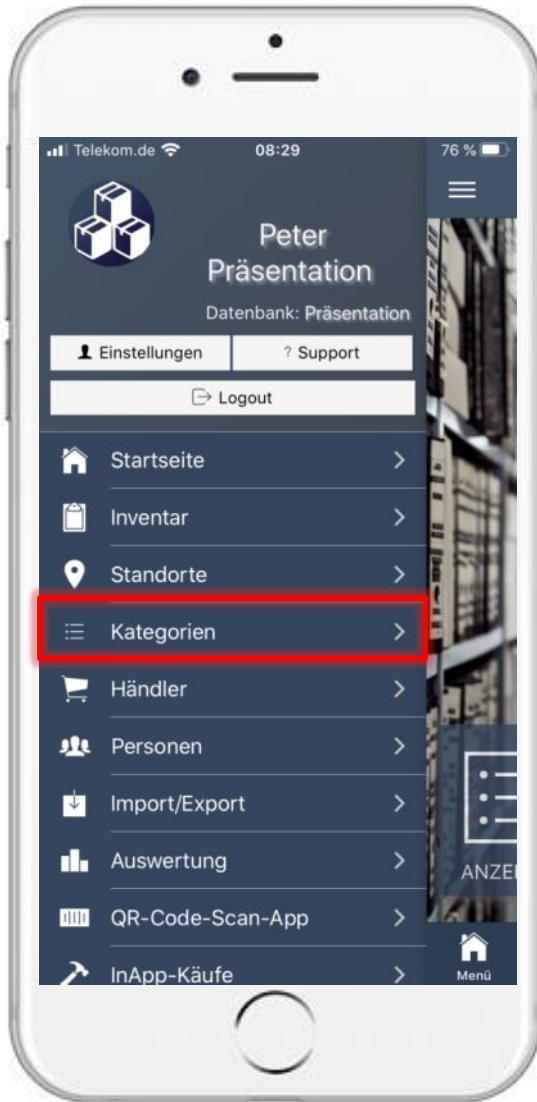 Telekom.de 08:29 76 %
Peter
Präsentation
Datenbank: Präsentation
Einstellungen ? Support
Logout
Startseite
Inventar
Standorte
Kategorien
Händler
Personen
Import/Export
Auswertung
ANZEI
QR-Code-Scan-App
InApp-Käufe
Menü